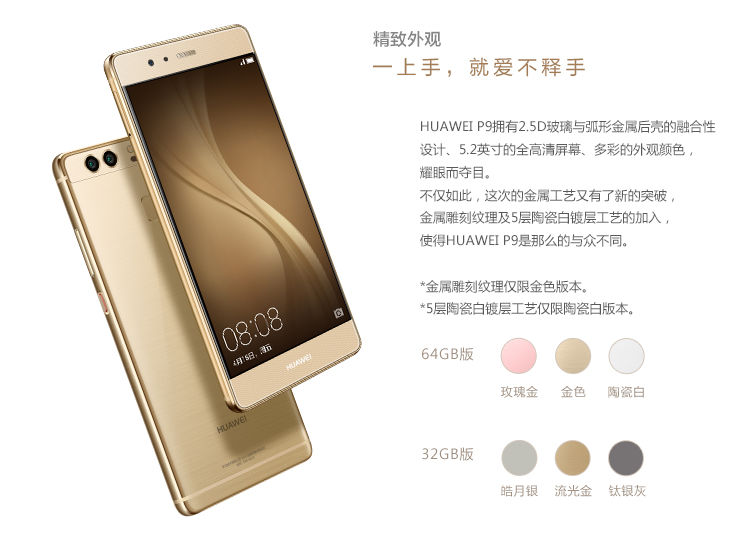 精致外观
一上手，就爱不释手
HUAWEI P9拥有2.5D玻璃与弧形金属后壳的融合性
设计、5.2英寸的全高清屏幕、多彩的外观颜色，
耀眼而夺目。
不仅如此，这次的金属工艺又有了新的突破，
金属雕刻纹理及5层陶瓷白镀层工艺的加入，
使得HUAWEI P9是那么的与众不同。
*金属雕刻纹理仅限金色版本。
*5层陶瓷白镀层工艺仅限陶瓷白版本。
64GB版
玫瑰金 金色 陶瓷白
32GB版
皓月银 流光金 钛银灰
08:08
4月15日，周五
HUAWEI
HUAWEI